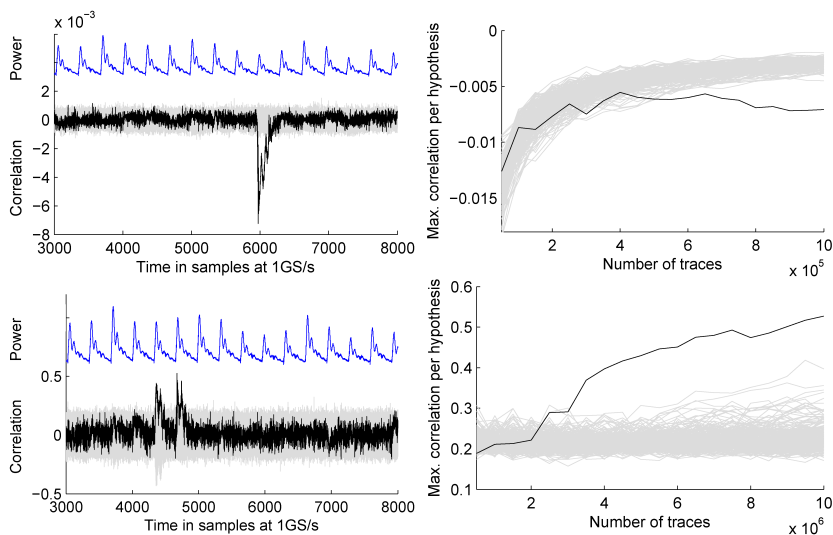 x 10⁻³
Power
2
0
−2
−4
−6
−8
Correlation
3000 4000 5000 6000 7000 8000
Time in samples at 1GS/s
0
−0.005
−0.01
−0.015
Max. correlation per hypothesis
2 4 6 8 10
Number of traces
x 10⁵
Power
0.5
0
−0.5
Correlation
3000 4000 5000 6000 7000 8000
Time in samples at 1GS/s
0.6
0.5
0.4
0.3
0.2
0.1
Max. correlation per hypothesis
2 4 6 8 10
Number of traces
x 10⁶